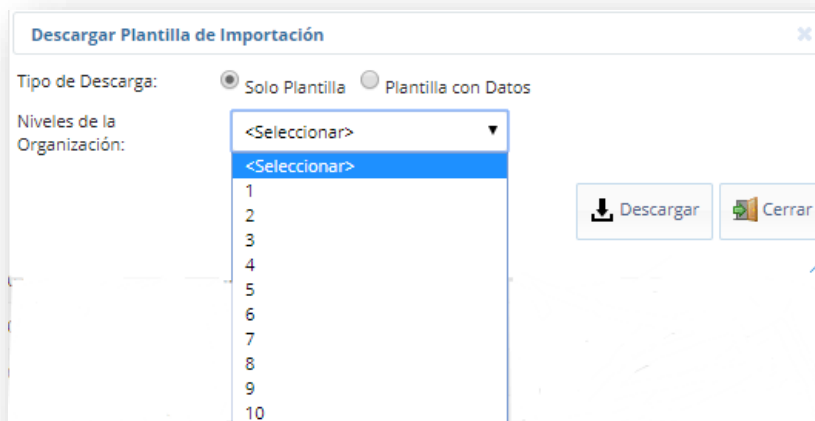 Descargar Plantilla de Importación
Tipo de Descarga: Solo Plantilla Plantilla con Datos
Niveles de la
Organización:
<Seleccionar>
<Seleccionar>
1
2
3
4
5
6
7
8
9
10
Descargar Cerrar